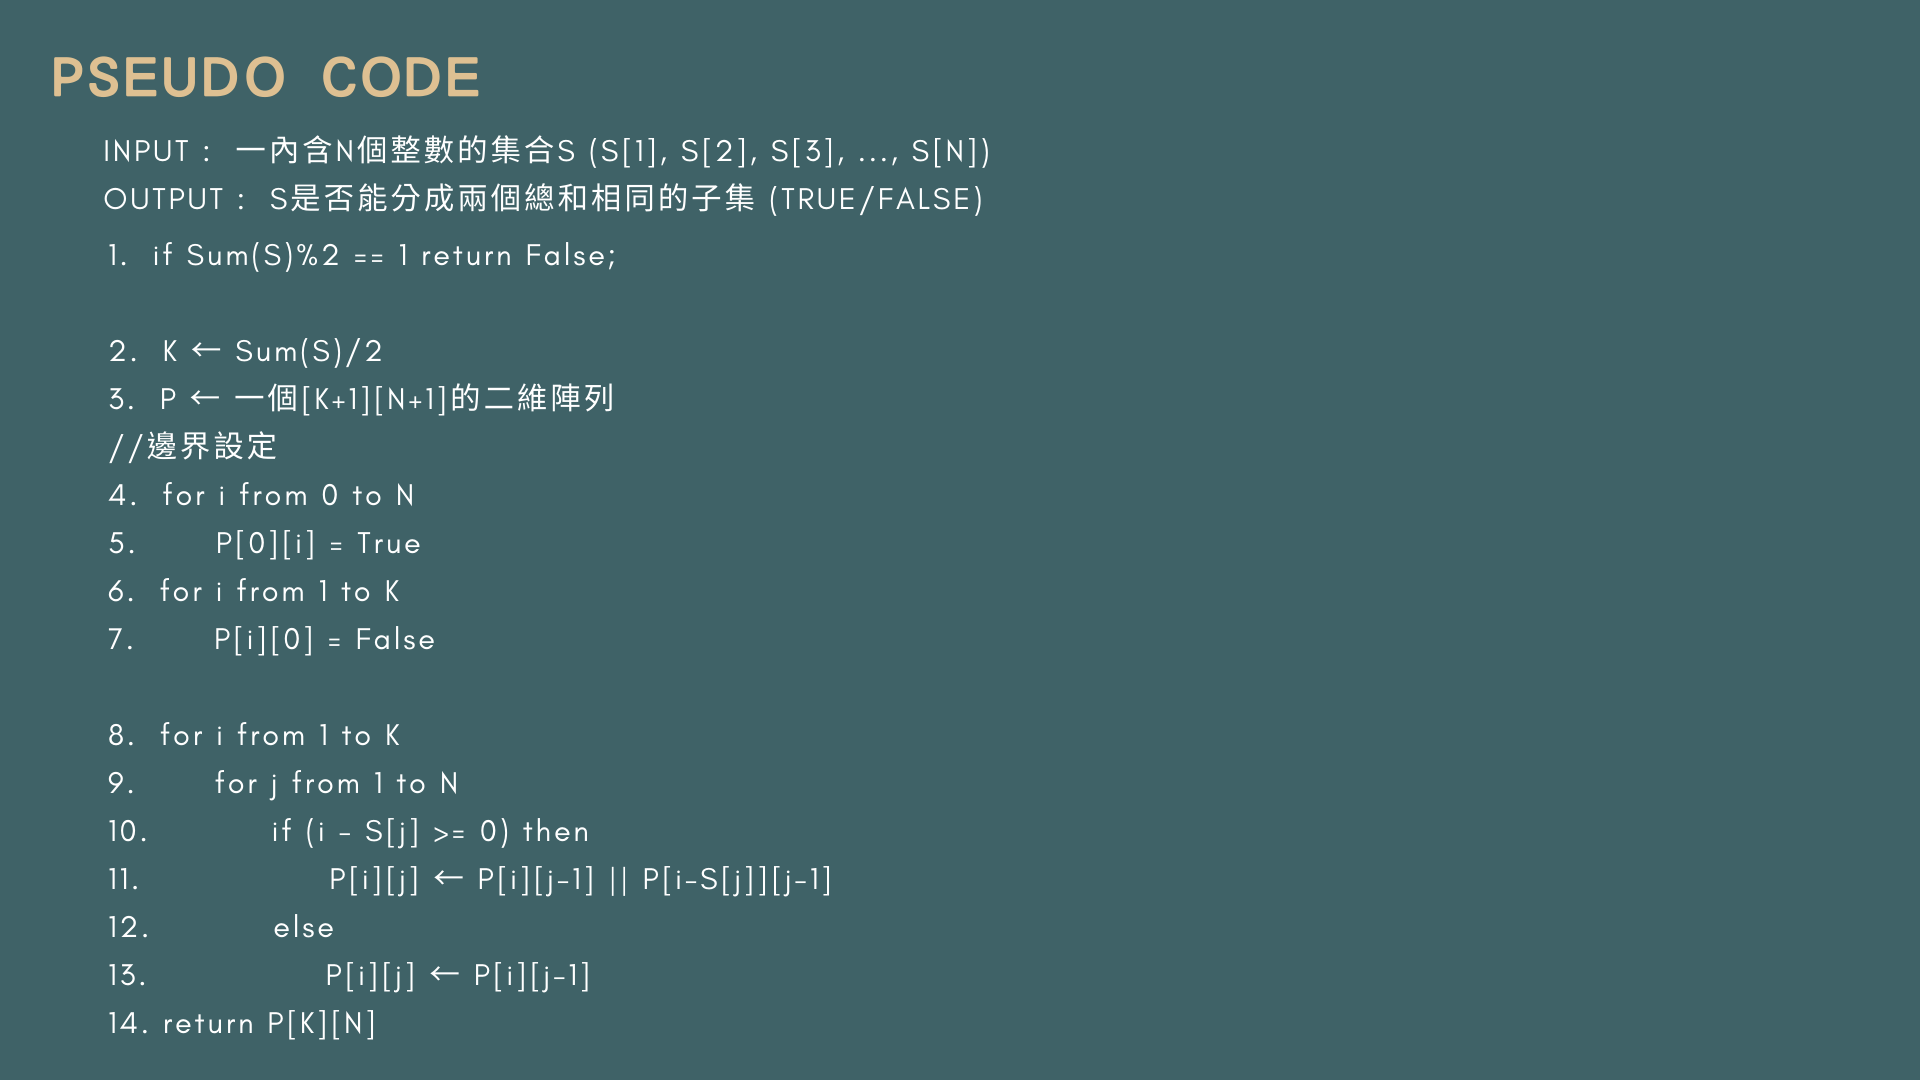 PSEUDO CODE
INPUT： 一內含N個整數的集合S (S[1], S[2], S[3], ..., S[N])
OUTPUT： S是否能分成兩個總和相同的子集 (TRUE/FALSE)
1. if Sum(S)%2 == 1 return False;
2. K ← Sum(S)/2
3. P ← 一個[K+1][N+1]的二維陣列
//邊界設定
4. for i from 0 to N
5. P[0][i] = True
6. for i from 1 to K
7. P[i][0] = False
8. for i from 1 to K
9. for j from 1 to N
10. if (i - S[j] >= 0) then
11. P[i][j] ← P[i][j-1] || P[i-S[j]][j-1]
12. else
13. P[i][j] ← P[i][j-1]
14. return P[K][N]